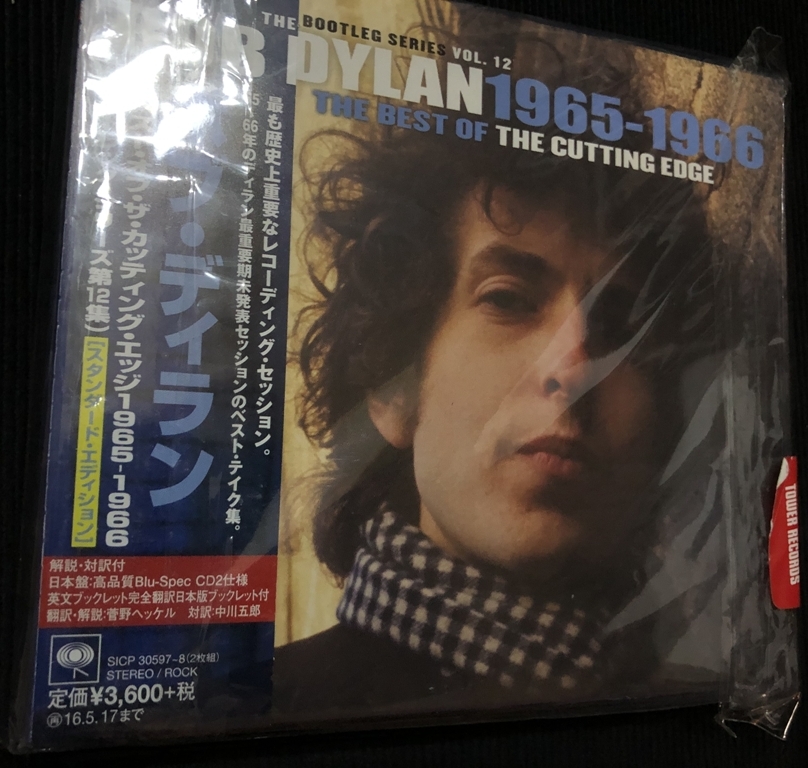 THE BOOTLEG SERIES VOL. 12
B DYLAN 1965-1966
THE BEST OF THE CUTTING EDGE
最も歴史上重要なレコーディング・セッション。
66年のディラン最重要期未発表セッションのベスト・テイク集。
ディラン
ザ・カッティング・エッジ1965-1966
ーズ第12集)[スタンダード・エディション]
解説・対訳付
日本盤:高品質Blu-Spec CD2仕様
英文ブックレット完全翻訳日本版ブックレット付
翻訳・解説:菅野ヘッケル 対訳:中川五郎
SICP 30597-8(2枚組)
STEREO / ROCK
定価¥3,600+税
16.5.17まで
TOWER RECORDS